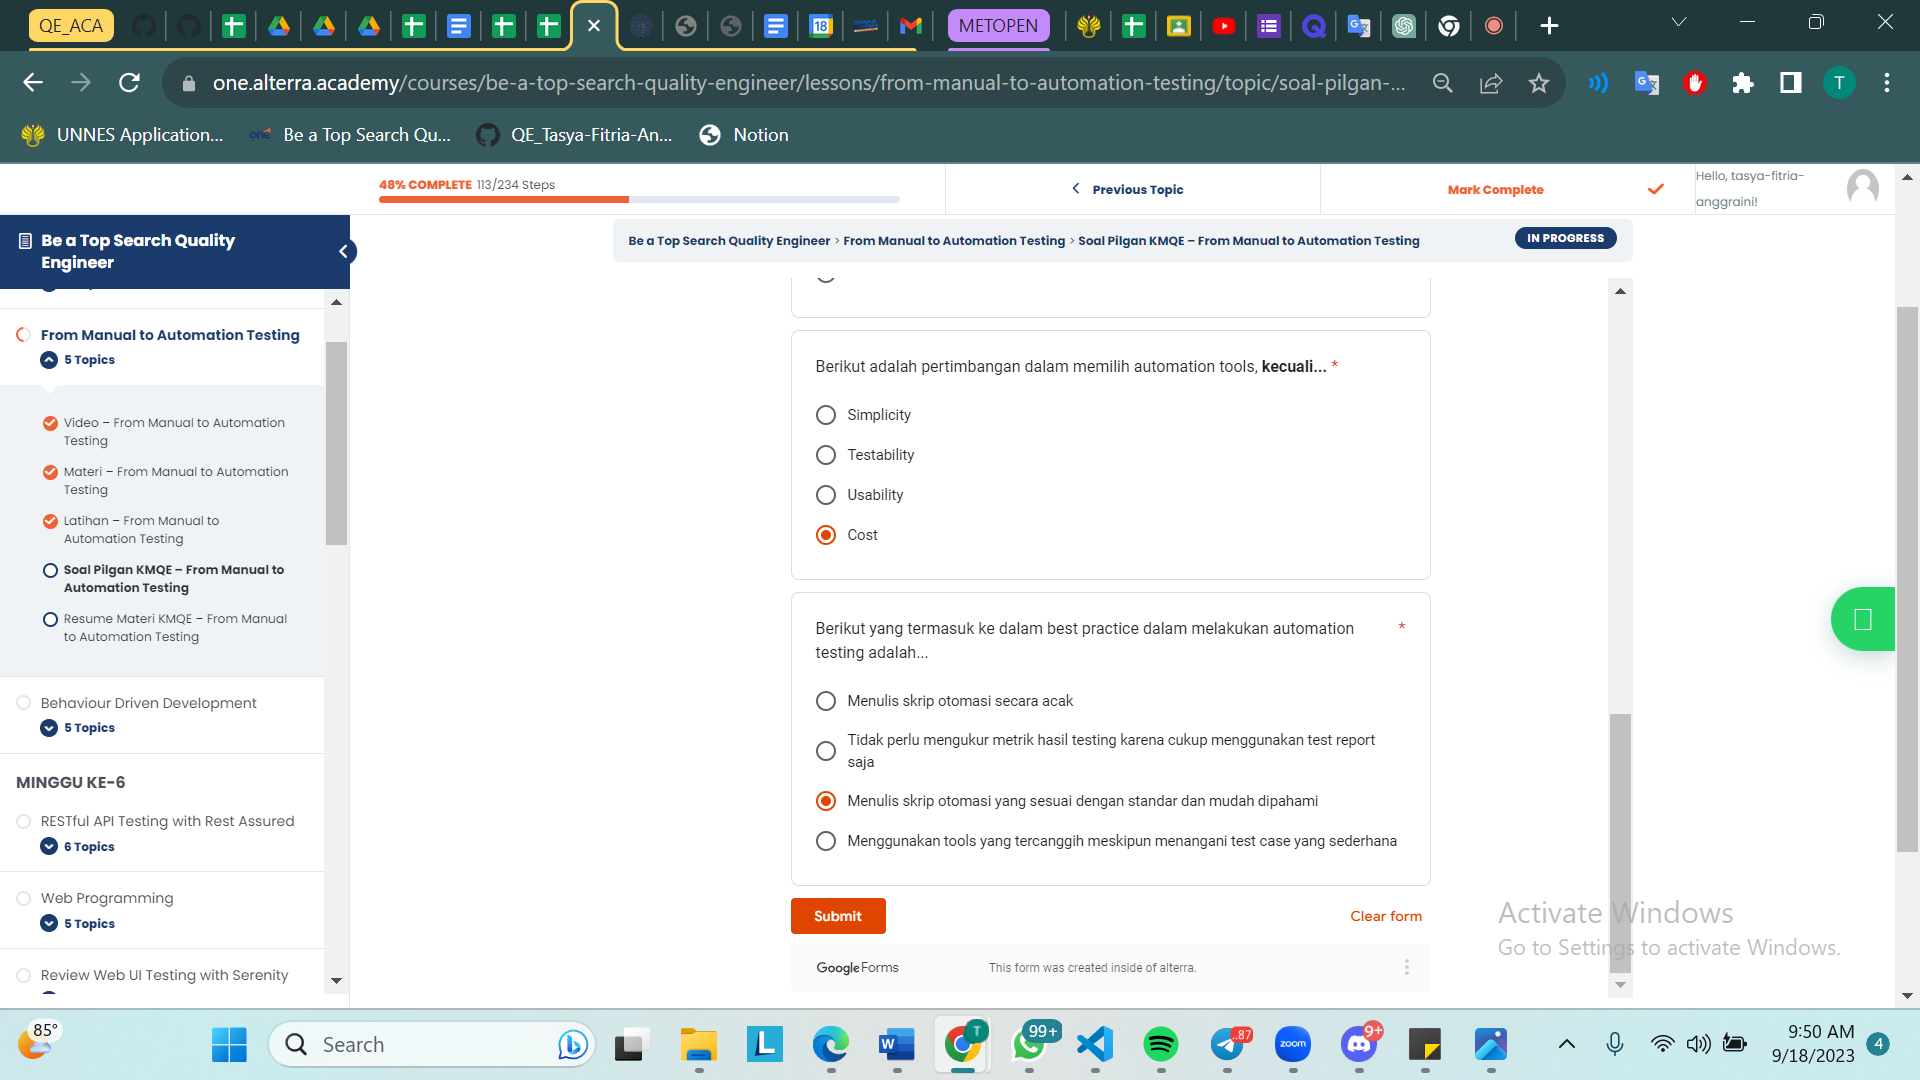 QE_ACA
METOPEN
one.alterra.academy/courses/be-a-top-search-quality-engineer/lessons/from-manual-to-automation-testing/topic/soal-pilgan-...
T
UNNES Application...
Be a Top Search Qu...
QE_Tasya-Fitria-An...
Notion
48% COMPLETE 113/234 Steps
Previous Topic
Mark Complete
Hello, tasya-fitria-
anggraini!
Be a Top Search Quality
Engineer
Be a Top Search Quality Engineer > From Manual to Automation Testing > Soal Pilgan KMQE – From Manual to Automation Testing
IN PROGRESS
From Manual to Automation Testing
5 Topics
Video – From Manual to Automation
Testing
Materi – From Manual to Automation
Testing
Latihan – From Manual to
Automation Testing
Soal Pilgan KMQE – From Manual to
Automation Testing
Resume Materi KMQE – From Manual
to Automation Testing
Behaviour Driven Development
5 Topics
MINGGU KE-6
RESTful API Testing with Rest Assured
6 Topics
Web Programming
5 Topics
Review Web UI Testing with Serenity
Berikut adalah pertimbangan dalam memilih automation tools, kecuali... *
Simplicity
Testability
Usability
Cost
Berikut yang termasuk ke dalam best practice dalam melakukan automation *
testing adalah...
Menulis skrip otomasi secara acak
Tidak perlu mengukur metrik hasil testing karena cukup menggunakan test report
saja
Menulis skrip otomasi yang sesuai dengan standar dan mudah dipahami
Menggunakan tools yang tercanggih meskipun menangani test case yang sederhana
Submit
Clear form
Google Forms
This form was created inside of alterra.
Activate Windows
Go to Settings to activate Windows.
85°
Search
99+
..87
zoom
9+
9:50 AM
9/18/2023
4